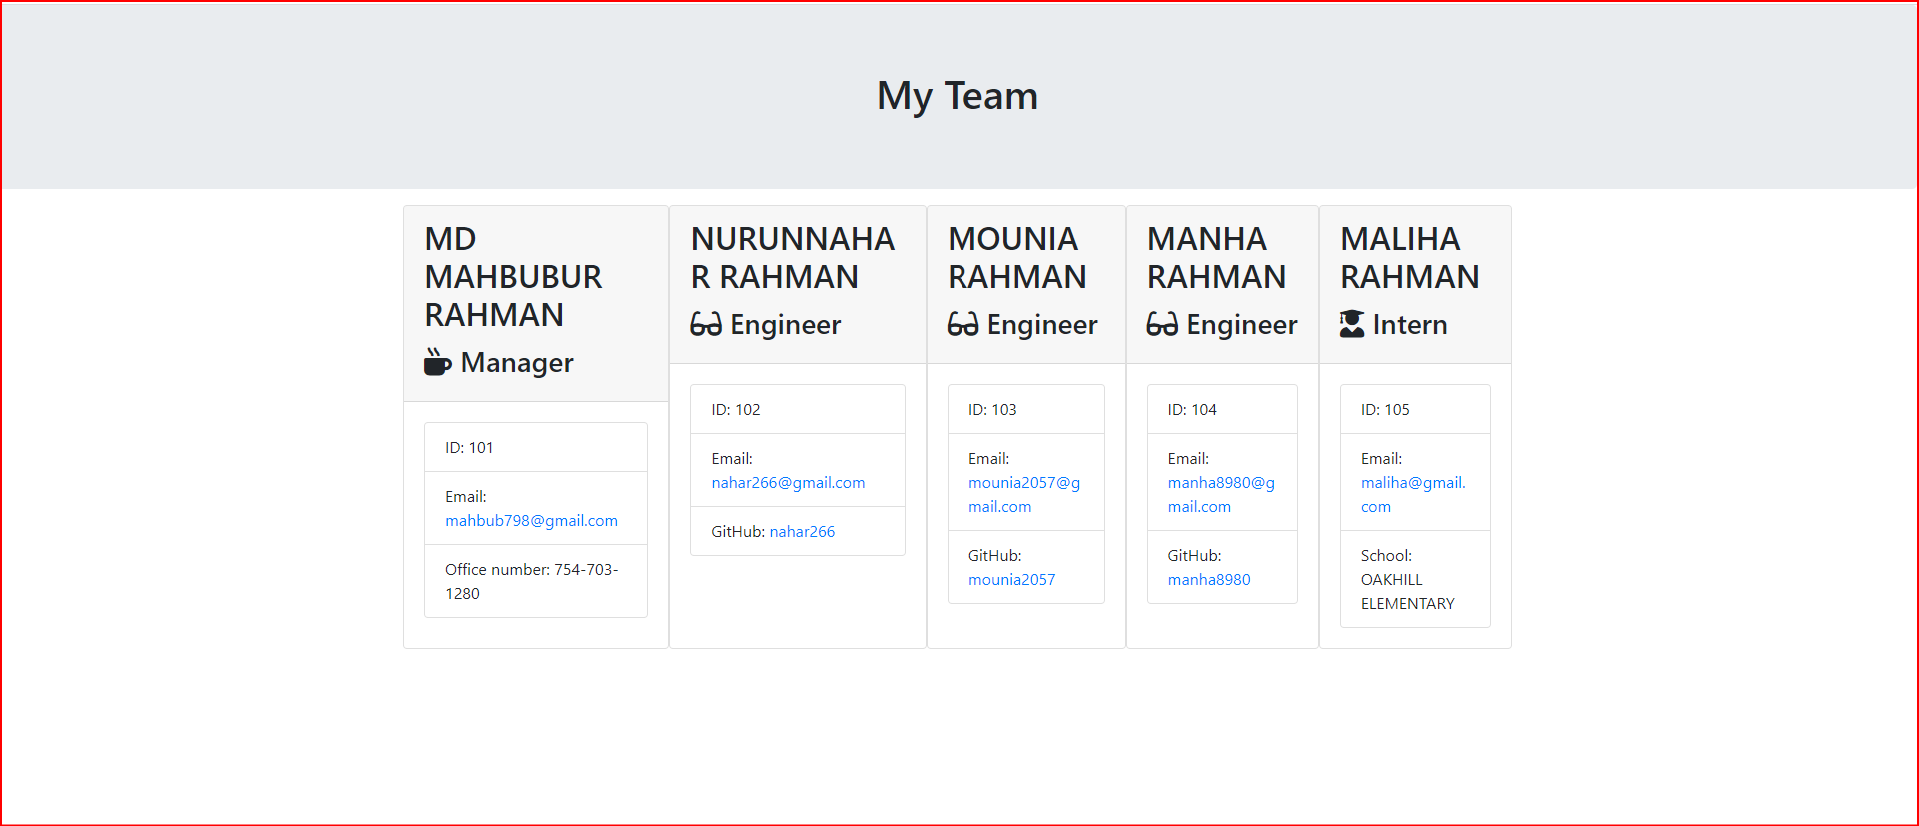 My Team
MD
MAHBUBUR
RAHMAN
Manager
ID: 101
Email:
mahbub798@gmail.com
Office number: 754-703-
1280
NURUNNAHA
R RAHMAN
Engineer
ID: 102
Email:
nahar266@gmail.com
GitHub: nahar266
MOUNIA
RAHMAN
Engineer
ID: 103
Email:
mounia2057@g
mail.com
GitHub:
mounia2057
MANHA
RAHMAN
Engineer
ID: 104
Email:
manha8980@g
mail.com
GitHub:
manha8980
MALIHA
RAHMAN
Intern
ID: 105
Email:
maliha@gmail.
com
School:
OAKHILL
ELEMENTARY